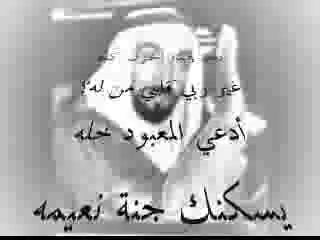 غير ربي قلبي من له؟
أدعي المعبود خله
يسكنك جنة نعيمه